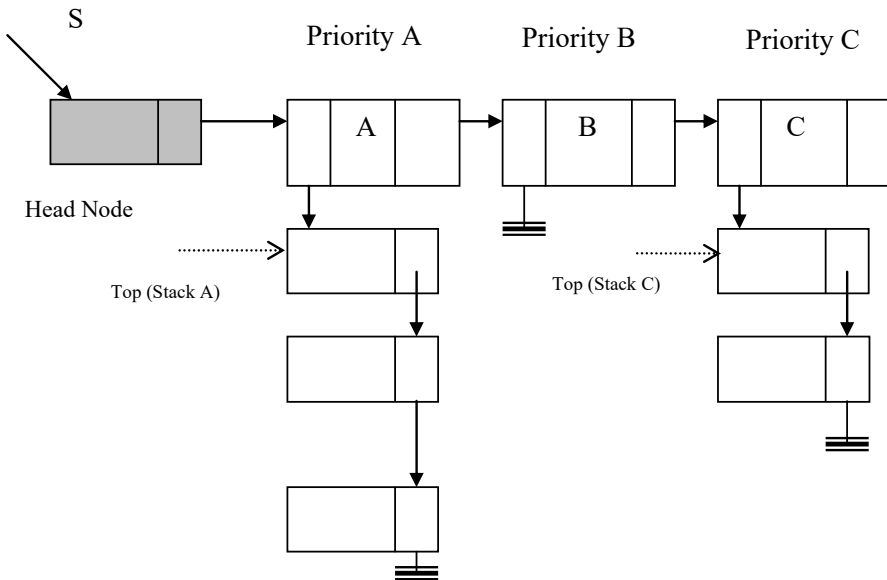 S
Priority A
Priority B
Priority C
A
B
C
Head Node
Top (Stack A)
Top (Stack C)